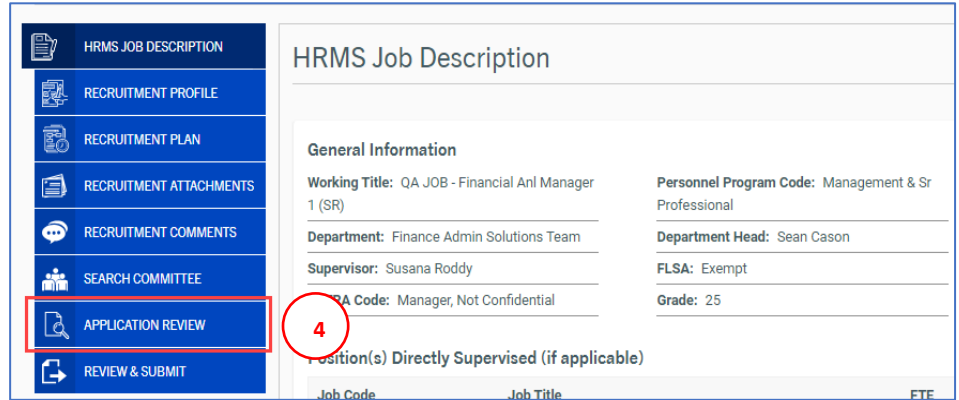 HRMS JOB DESCRIPTION
RECRUITMENT PROFILE
RECRUITMENT PLAN
RECRUITMENT ATTACHMENTS
RECRUITMENT COMMENTS
SEARCH COMMITTEE
APPLICATION REVIEW
REVIEW & SUBMIT
4
HRMS Job Description
General Information
Working Title: QA JOB - Financial Anl Manager
1 (SR)
Personnel Program Code: Management & Sr
Professional
Department: Finance Admin Solutions Team
Department Head: Sean Cason
Supervisor: Susana Roddy
FLSA: Exempt
Code: Manager, Not Confidential
Grade: 25
Position(s) Directly Supervised (if applicable)
Job Code
Job Title
FTE